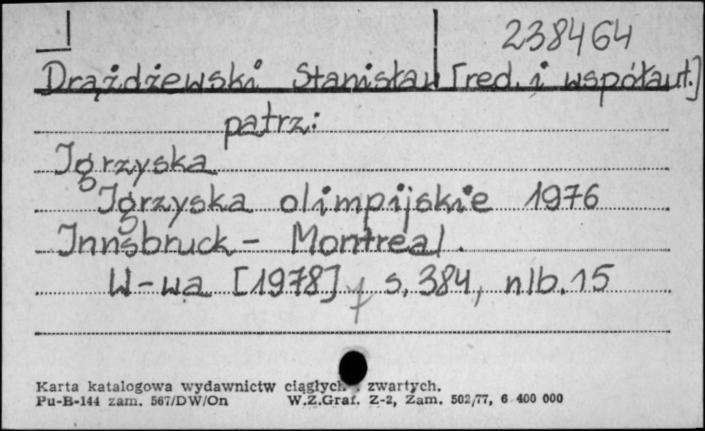 238464
Drążdżewski Stanisław [red. i współaut.]
patrz:
Igrzyska
Igrzyska olimpijskie 1976
Innsbruck - Montreal.
W-wa [1978] s. 384, nlb. 15
Karta katalogowa wydawnictw ciągłych zwartych.
Pu-B-144 zam. 567/DW/On W.Z.Graf. Z-2, Zam. 502/77, 6 400 000